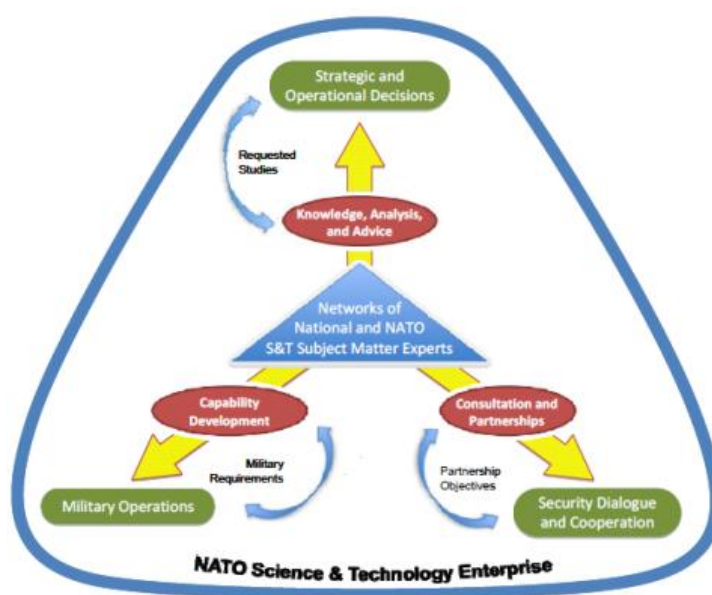 Strategic and
Operational Decisions
Requested
Studies
Knowledge, Analysis,
and Advice
Networks of
National and NATO
S&T Subject Matter Experts
Capability
Development
Consultation and
Partnerships
Military
Requirements
Partnership
Objectives
Military Operations
Security Dialogue
and Cooperation
NATO Science & Technology Enterprise